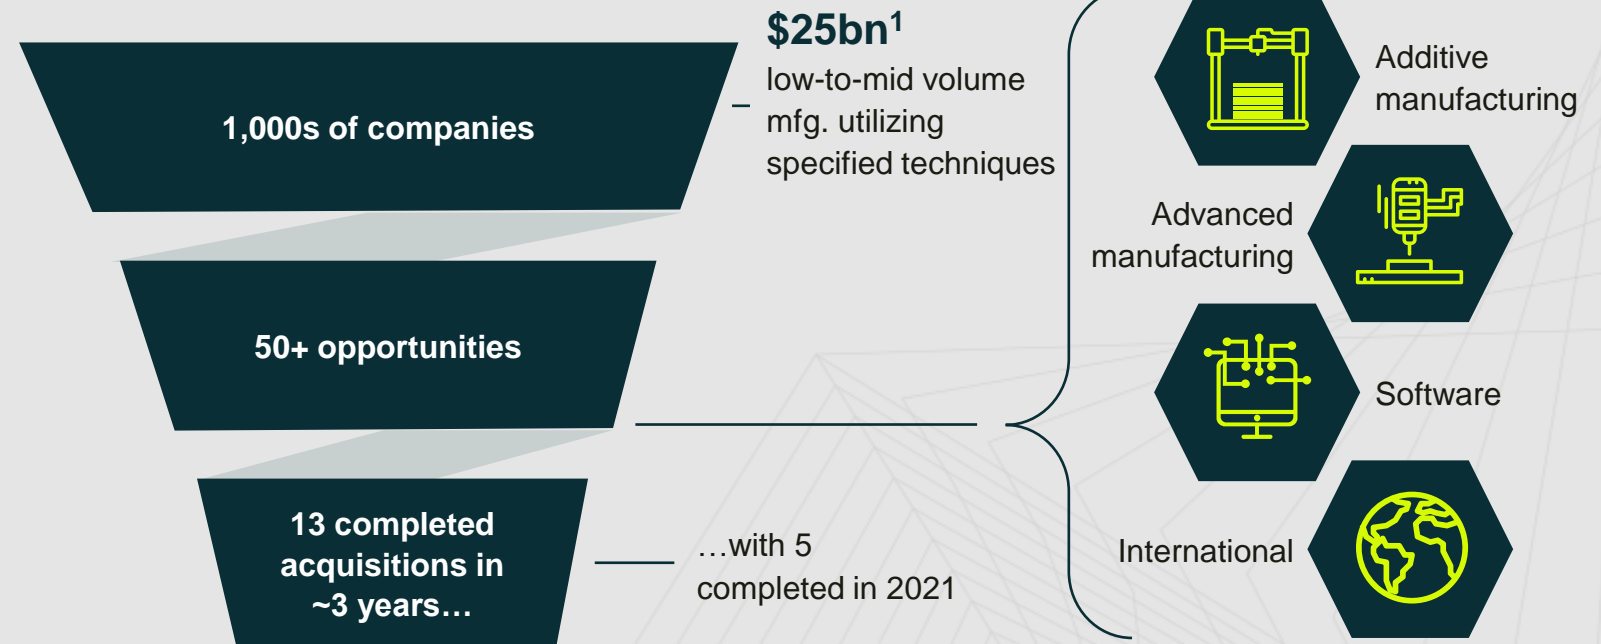 $25bn¹
low-to-mid volume
mfg. utilizing
specified techniques
1,000s of companies
50+ opportunities
13 completed
acquisitions in
~3 years…
…with 5
completed in 2021
Additive
manufacturing
Advanced
manufacturing
Software
International